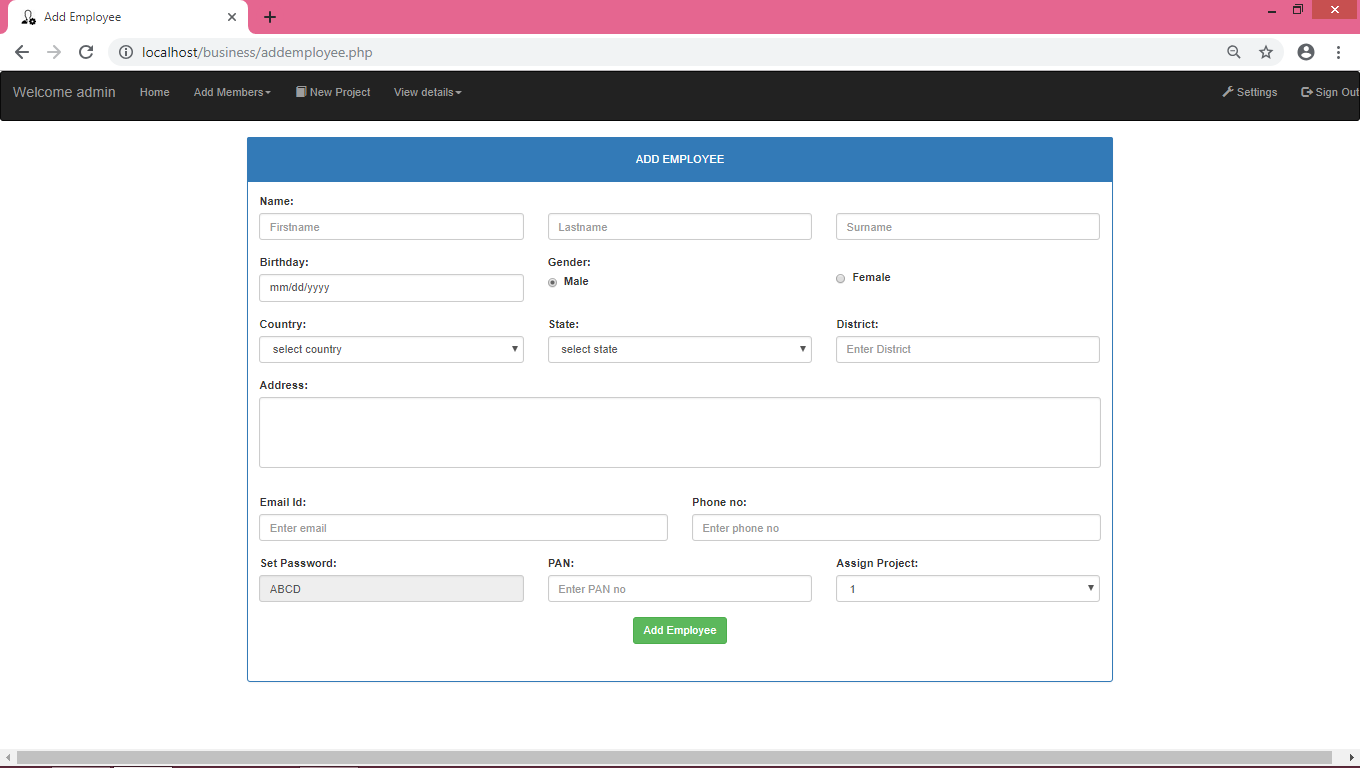 Add Employee
localhost/business/addemployee.php
Welcome admin Home Add Members New Project View details Settings Sign Out
ADD EMPLOYEE
Name:
Firstname Lastname Surname
Birthday: Gender:
mm/dd/yyyy Male Female
Country: State: District:
select country select state Enter District
Address:
Email Id: Phone no:
Enter email Enter phone no
Set Password: PAN: Assign Project:
ABCD Enter PAN no 1
Add Employee